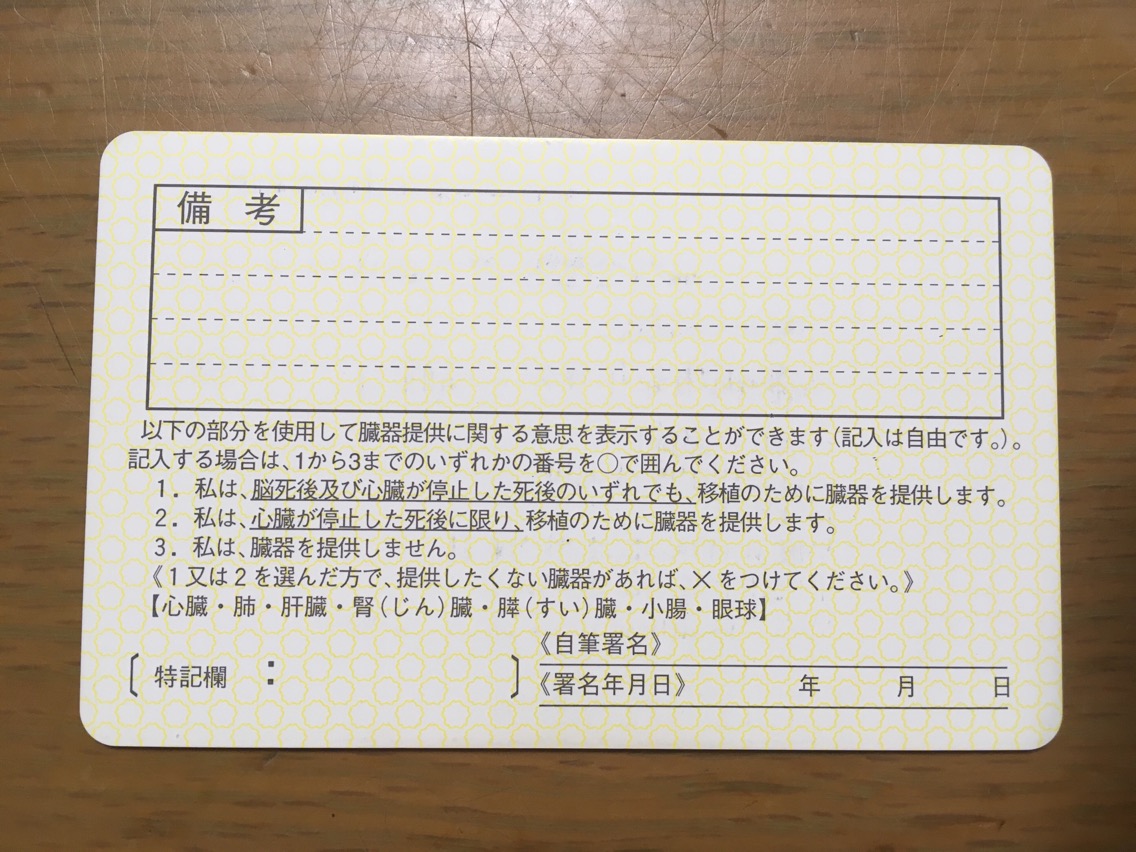 備考
以下の部分を使用して臓器提供に関する意思を表示することができます(記入は自由です。)。
記入する場合は、1から3までのいずれかの番号を○で囲んでください。
1. 私は、脳死後及び心臓が停止した死後のいずれでも、移植のために臓器を提供します。
2. 私は、心臓が停止した死後に限り、移植のために臓器を提供します。
3. 私は、臓器を提供しません。
《1又は2を選んだ方で、提供したくない臓器があれば、×をつけてください。》
【心臓・肺・肝臓・腎(じん)臓・膵(すい)臓・小腸・眼球】
〔特記欄:　〕
《自筆署名》
《署名年月日》　年　月　日